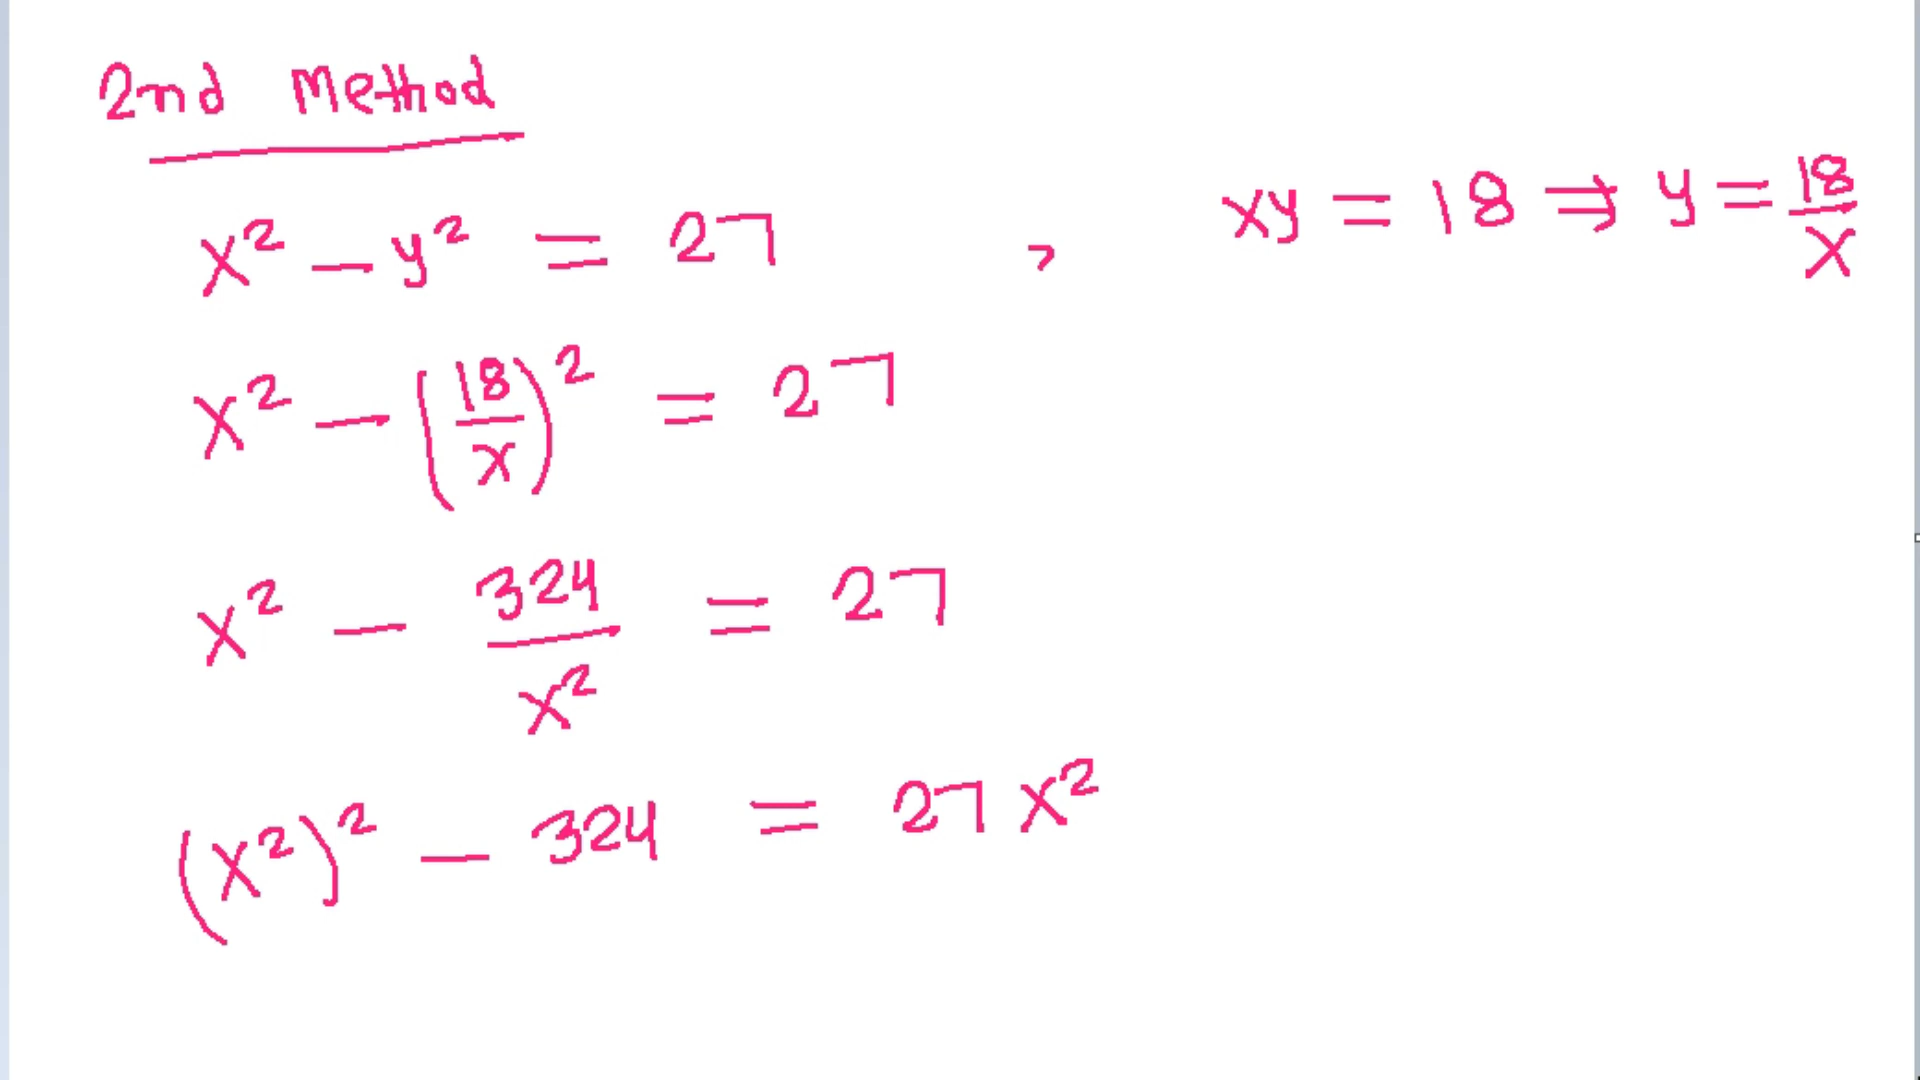 2nd Method
x² - y² = 27 , xy = 18 ⇒ y = 18/x
x² - (18/x)² = 27
x² - 324/x² = 27
(x²)² - 324 = 27x²